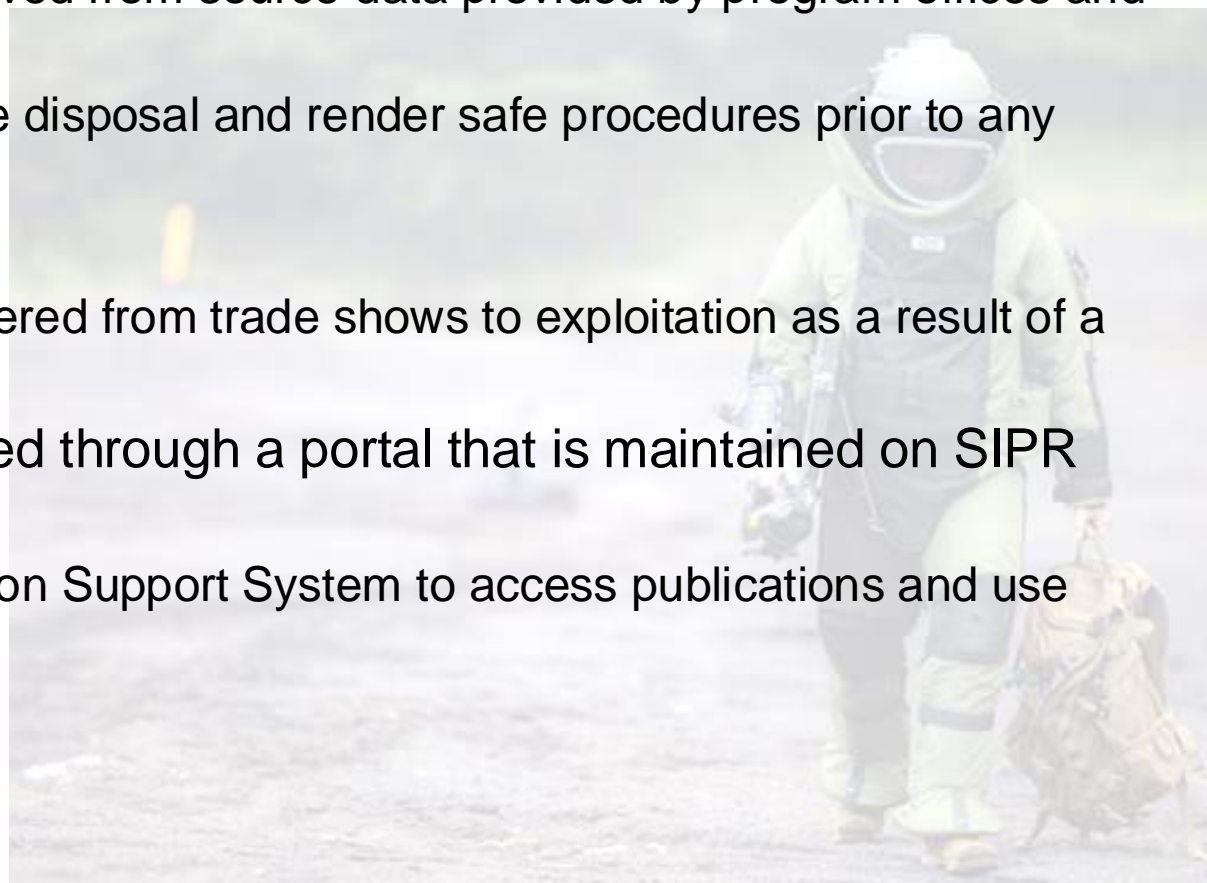 ved from source data provided by program offices and
e disposal and render safe procedures prior to any
ered from trade shows to exploitation as a result of a
ed through a portal that is maintained on SIPR
on Support System to access publications and use